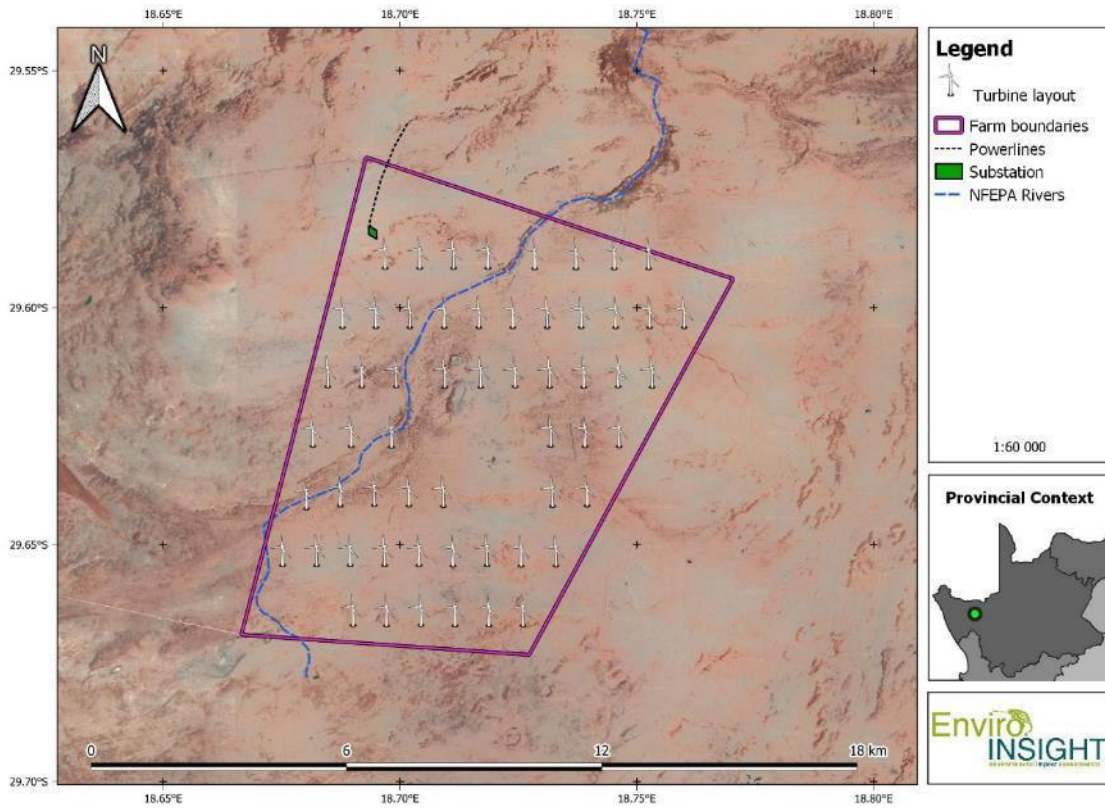 18.65°E 18.70°E 18.75°E 18.80°E
29.55°S
29.60°S
29.65°S
29.70°S
N
0 6 12 18 km
18.65°E 18.70°E 18.75°E 18.80°E
Legend
Turbine layout
Farm boundaries
Powerlines
Substation
NFEPA Rivers
1:60 000
Provincial Context
Enviro
INSIGHT